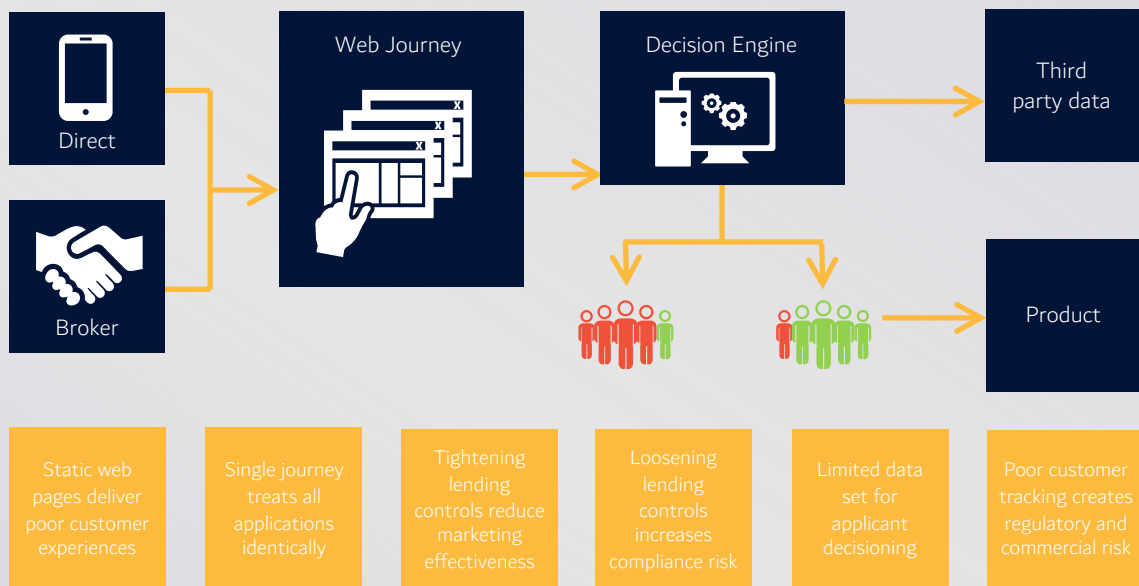 Direct
Broker
Web Journey
X
X
X
Decision Engine
Third
party data
Product
Static web
pages deliver
poor customer
experiences
Single journey
treats all
applications
identically
Tightening
lending
controls reduce
marketing
effectiveness
Loosening
lending
controls
increases
compliance risk
Limited data
set for
applicant
decisioning
Poor customer
tracking creates
regulatory and
commercial risk